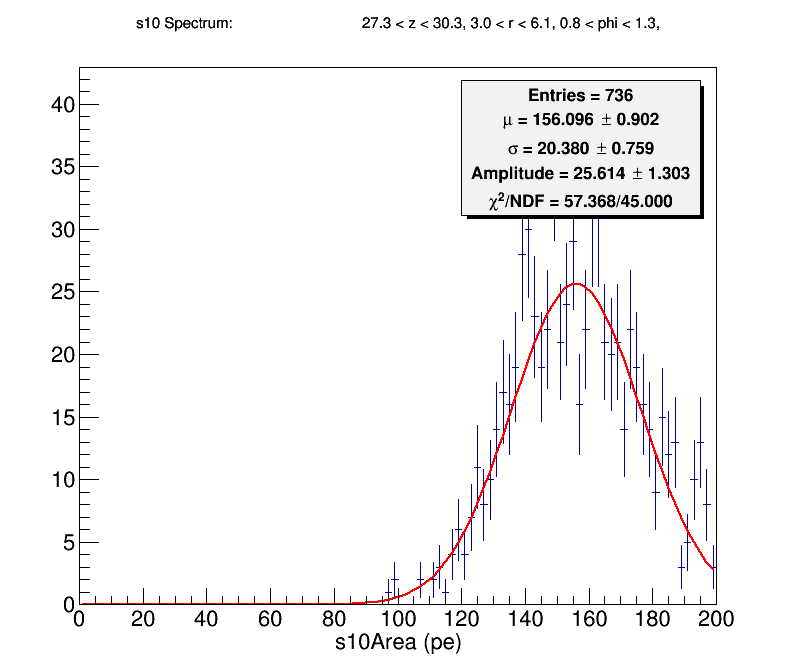 s10 Spectrum: 27.3 < z < 30.3, 3.0 < r < 6.1, 0.8 < phi < 1.3,
Entries = 736
μ = 156.096 ± 0.902
σ = 20.380 ± 0.759
Amplitude = 25.614 ± 1.303
χ²/NDF = 57.368/45.000
40
35
30
25
20
15
10
5
0
0 20 40 60 80 100 120 140 160 180 200
s10Area (pe)